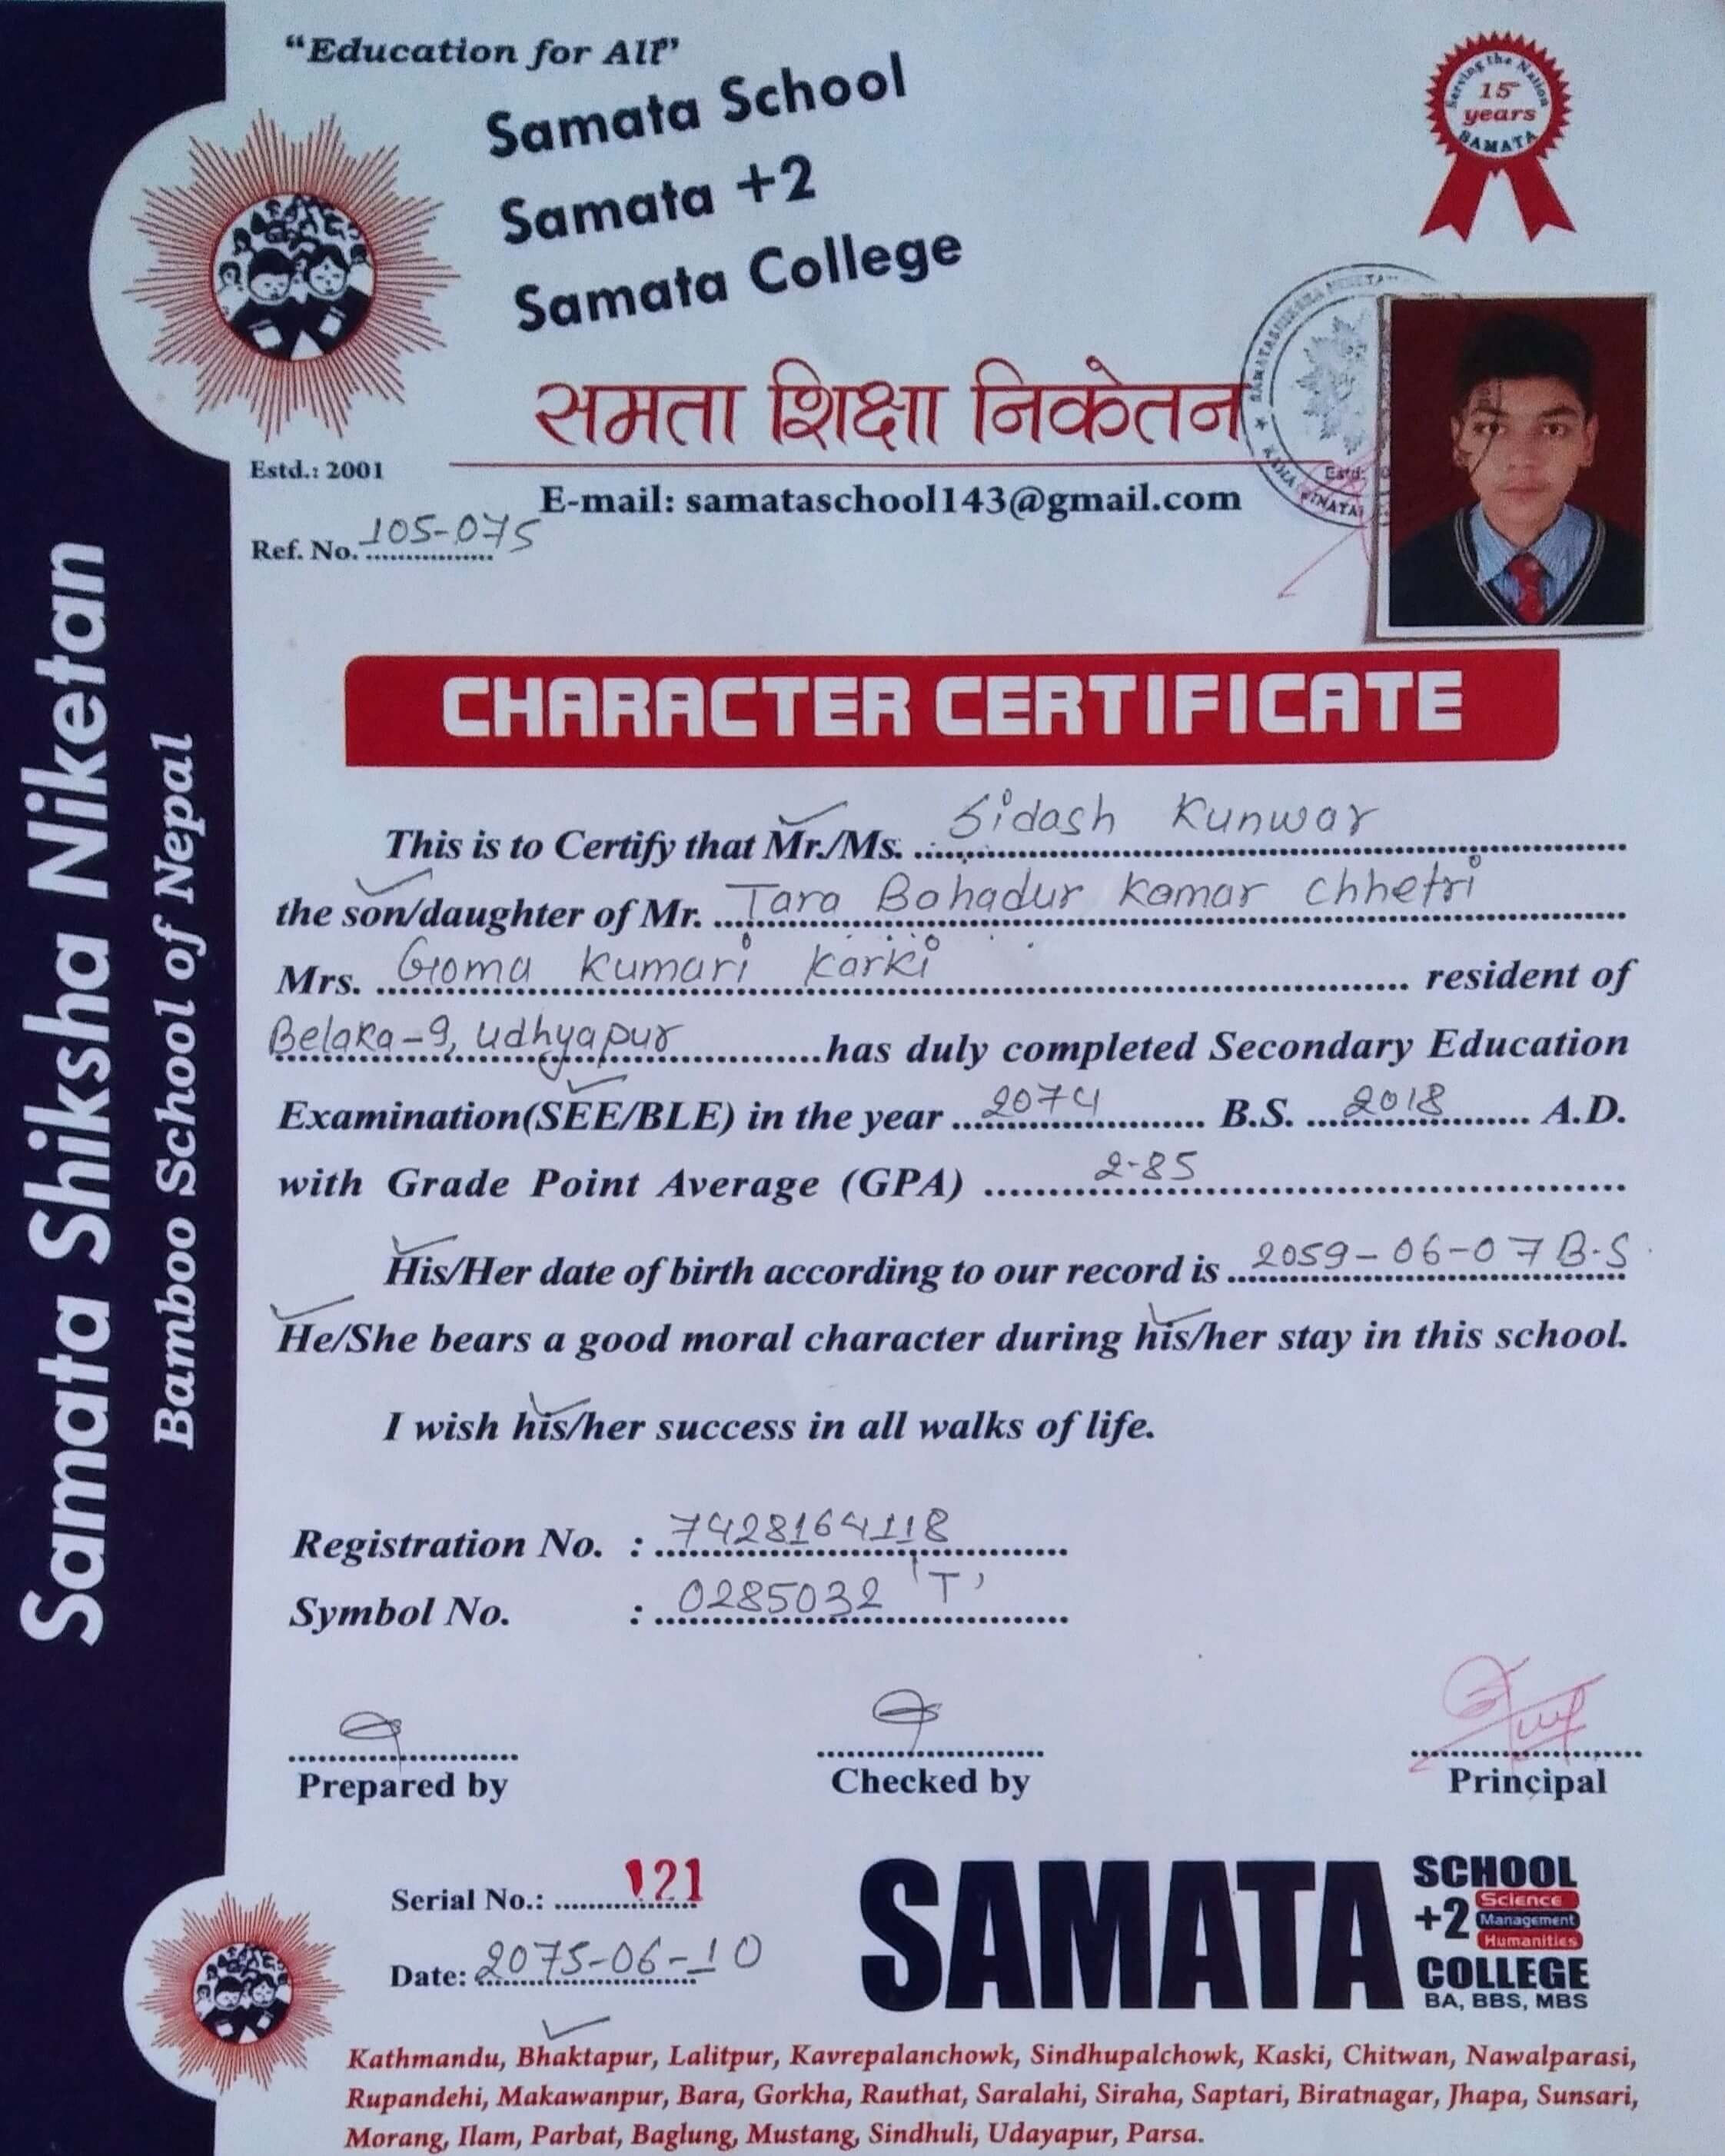 "Education for All"
Samata School
Samata +2
Samata College
Serving the Nation
15
years
SAMATA
समता शिक्षा निकेतन
Estd.: 2001
E-mail: samataschool143@gmail.com
Ref. No. 105-075
Samata Shiksha Niketan
Bamboo School of Nepal
CHARACTER CERTIFICATE
This is to Certify that Mr./Ms. Sidash Kunwar
the son/daughter of Mr. Tara Bahadur Kamar Chhetri
Mrs. Goma Kumari Karki resident of
Belaka-9, Udhyapur has duly completed Secondary Education
Examination(SEE/BLE) in the year 2074 B.S. 2018 A.D.
with Grade Point Average (GPA) 2.85
His/Her date of birth according to our record is 2059-06-07 B.S
He/She bears a good moral character during his/her stay in this school.
I wish his/her success in all walks of life.
Registration No. : 7428164118
Symbol No. : 0285032 'T'
Prepared by
Checked by
Principal
Serial No.: 121
Date: 2075-06-10
SAMATA
SCHOOL
+2 Science
Management
Humanities
COLLEGE
BA, BBS, MBS
Kathmandu, Bhaktapur, Lalitpur, Kavrepalanchowk, Sindhupalchowk, Kaski, Chitwan, Nawalparasi,
Rupandehi, Makawanpur, Bara, Gorkha, Rauthat, Saralahi, Siraha, Saptari, Biratnagar, Jhapa, Sunsari,
Morang, Ilam, Parbat, Baglung, Mustang, Sindhuli, Udayapur, Parsa.